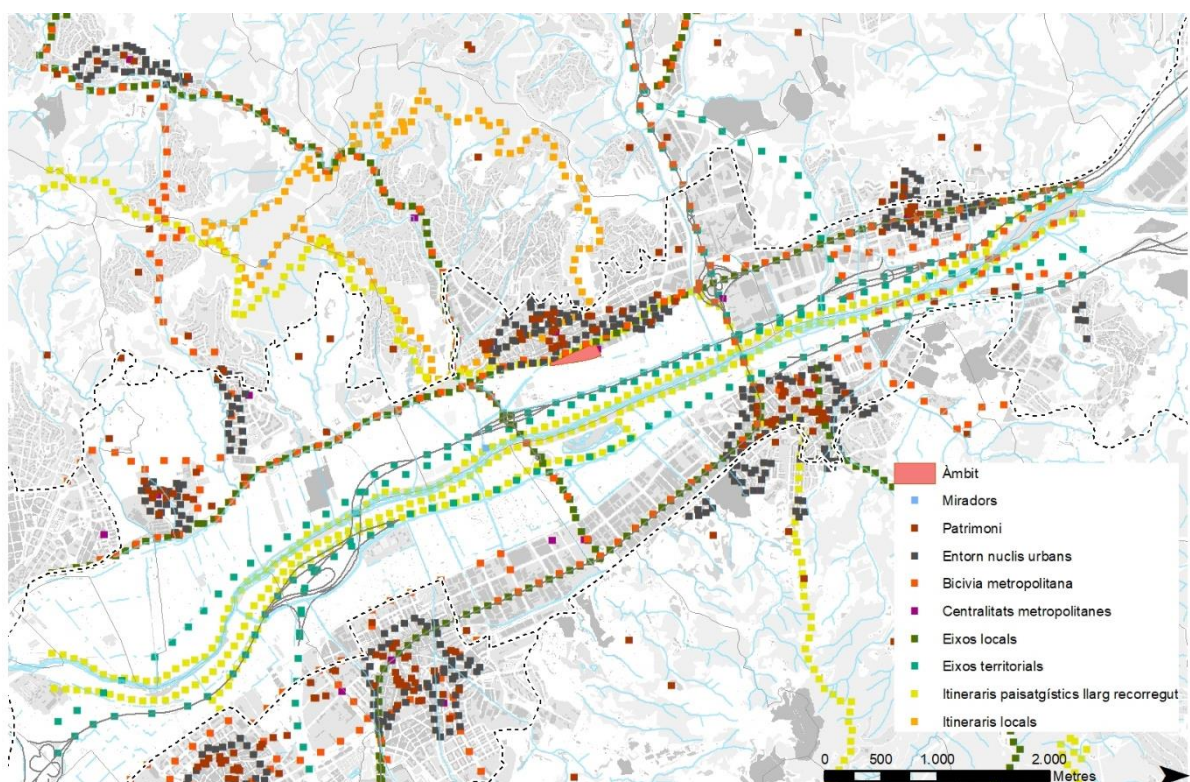 Àmbit
Miradors
Patrimoni
Entorn nuclis urbans
Bicivia metropolitana
Centralitats metropolitanes
Eixos locals
Eixos territorials
Itineraris paisatgístics llarg recorregut
Itineraris locals
0 500 1.000 2.000
Metres